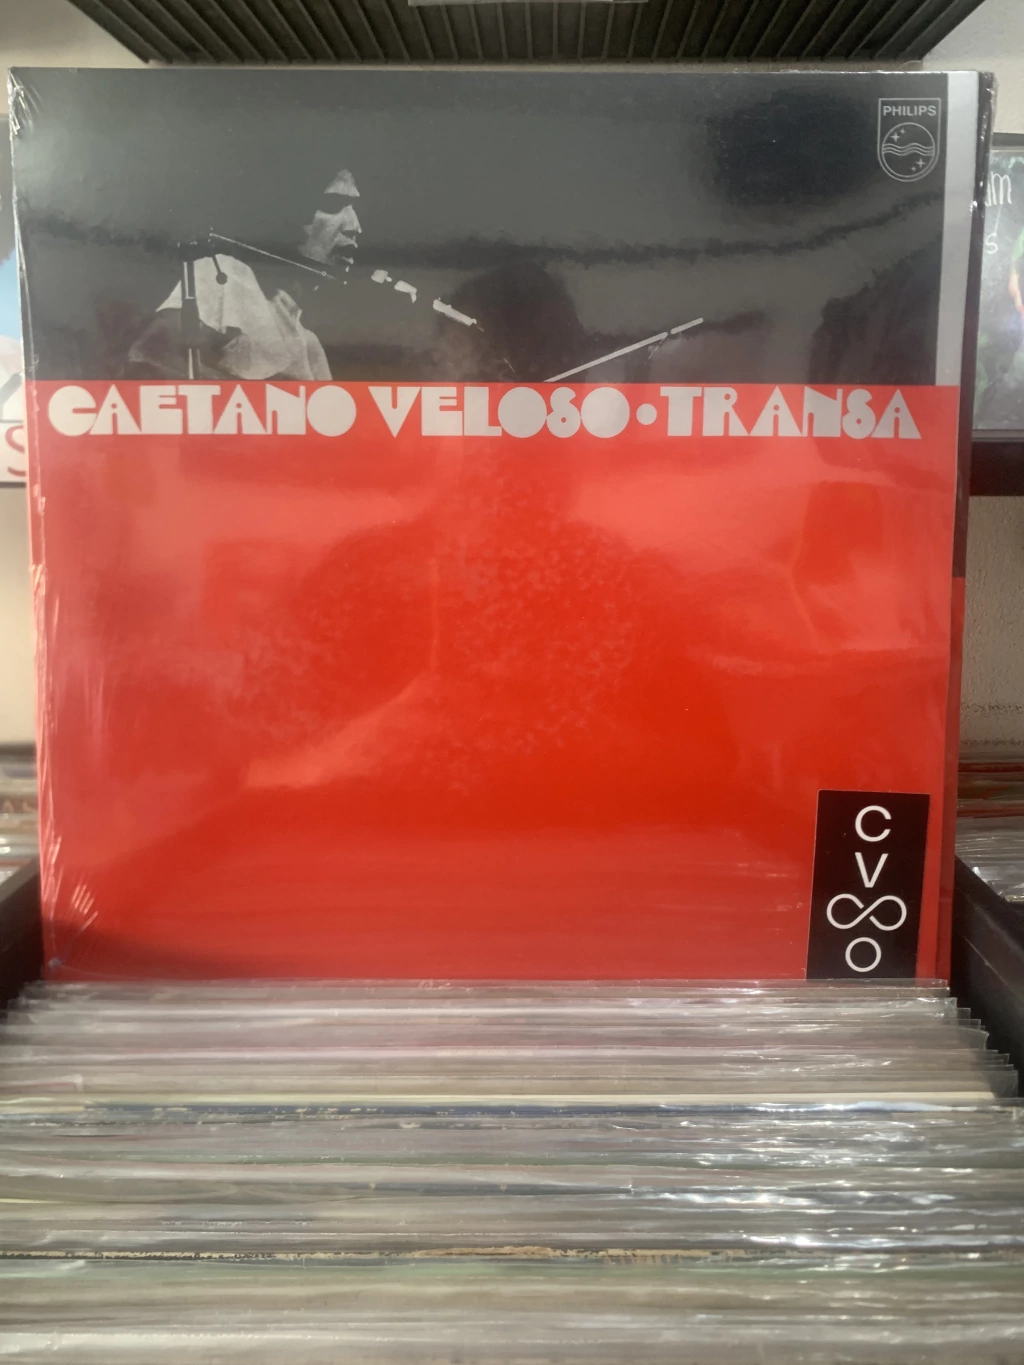 PHILIPS
CAETANO VELOSO • TRANSA
C
V
∞
O